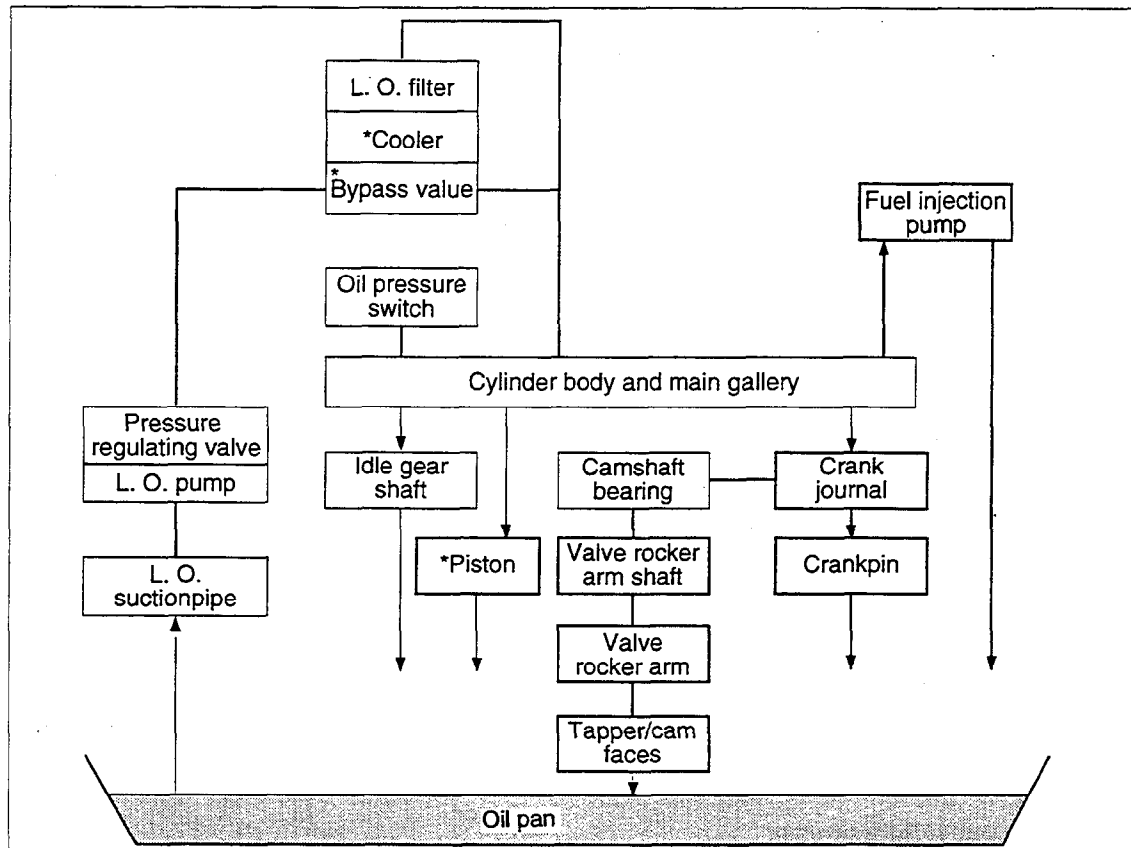 L. O. filter
*Cooler
*
Bypass value
Fuel injection
pump
Oil pressure
switch
Cylinder body and main gallery
Pressure
regulating valve
L. O. pump
Idle gear
shaft
Camshaft
bearing
Crank
journal
L. O.
suctionpipe
*Piston
Valve rocker
arm shaft
Crankpin
Valve
rocker arm
Tapper/cam
faces
Oil pan